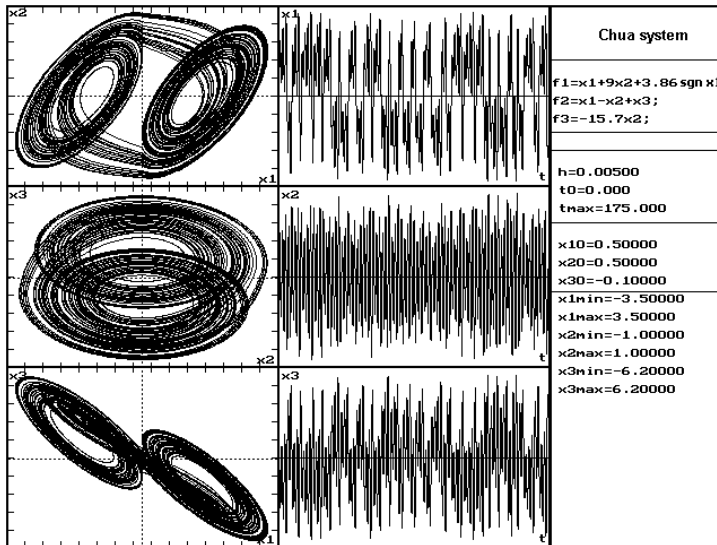 x2
x1
x1
t
x3
x2
x2
t
x3
x1
x3
t
Chua system
f1=x1+9x2+3.86 sgn x1
f2=x1-x2+x3;
f3=-15.7x2;
h=0.00500
t0=0.000
tmax=175.000
x10=0.50000
x20=0.50000
x30=-0.10000
x1min=-3.50000
x1max=3.50000
x2min=-1.00000
x2max=1.00000
x3min=-6.20000
x3max=6.20000